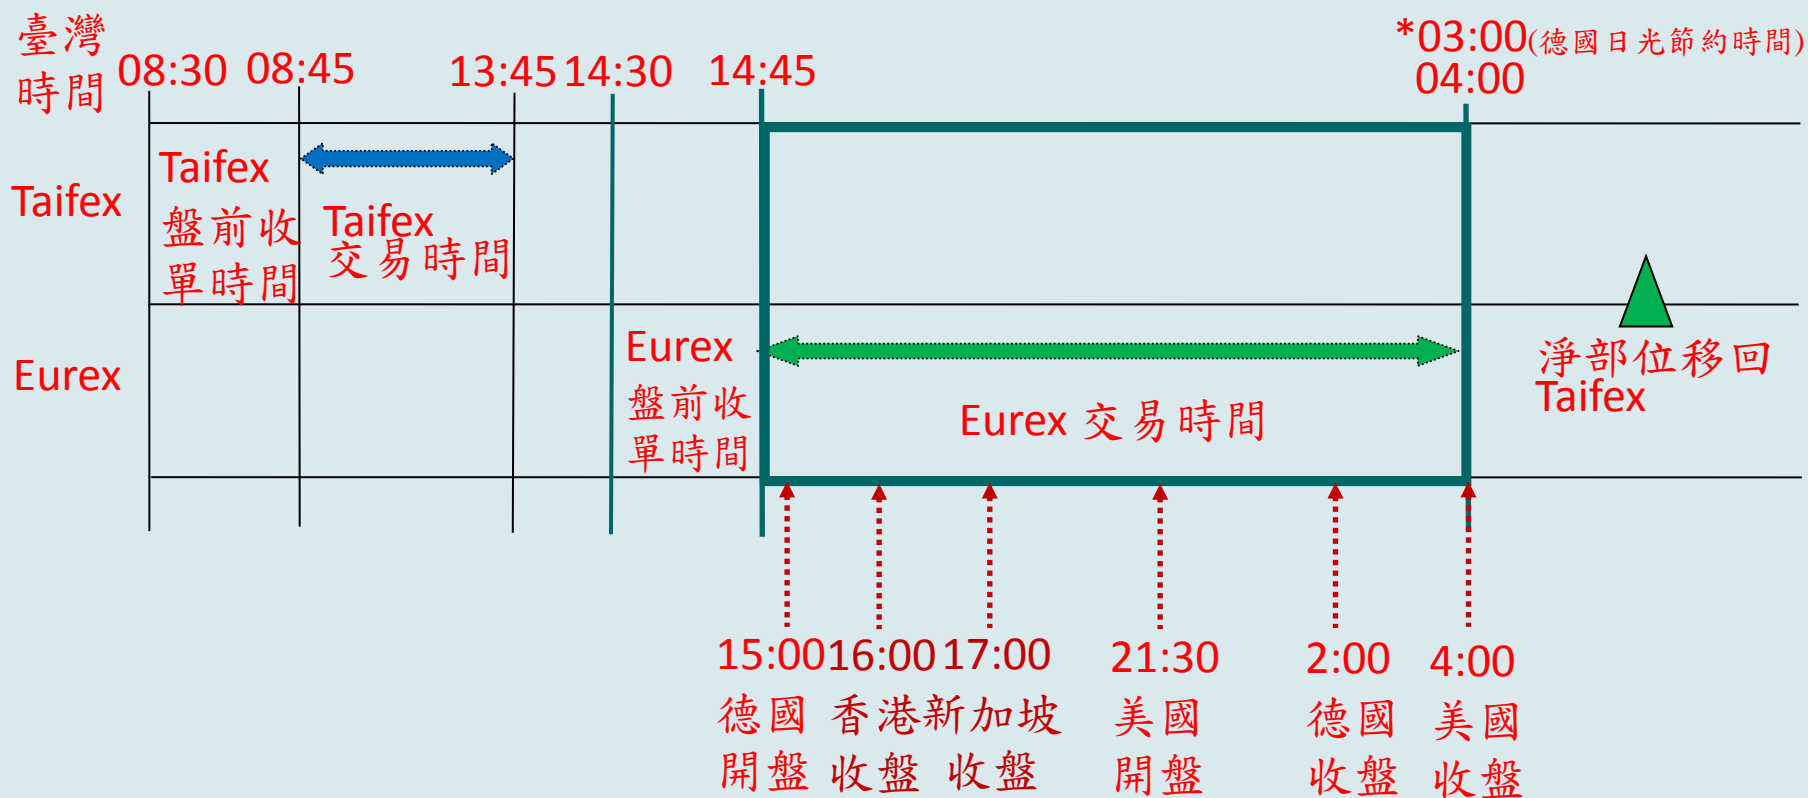 臺灣
時間
08:30
08:45
13:45
14:30
14:45
*03:00(德國日光節約時間)
04:00
Taifex
Taifex
盤前收
單時間
Taifex
交易時間
Eurex
Eurex
盤前收
單時間
Eurex 交易時間
淨部位移回
Taifex
15:00
德國
開盤
16:00
香港
收盤
17:00
新加坡
收盤
21:30
美國
開盤
2:00
德國
收盤
4:00
美國
收盤